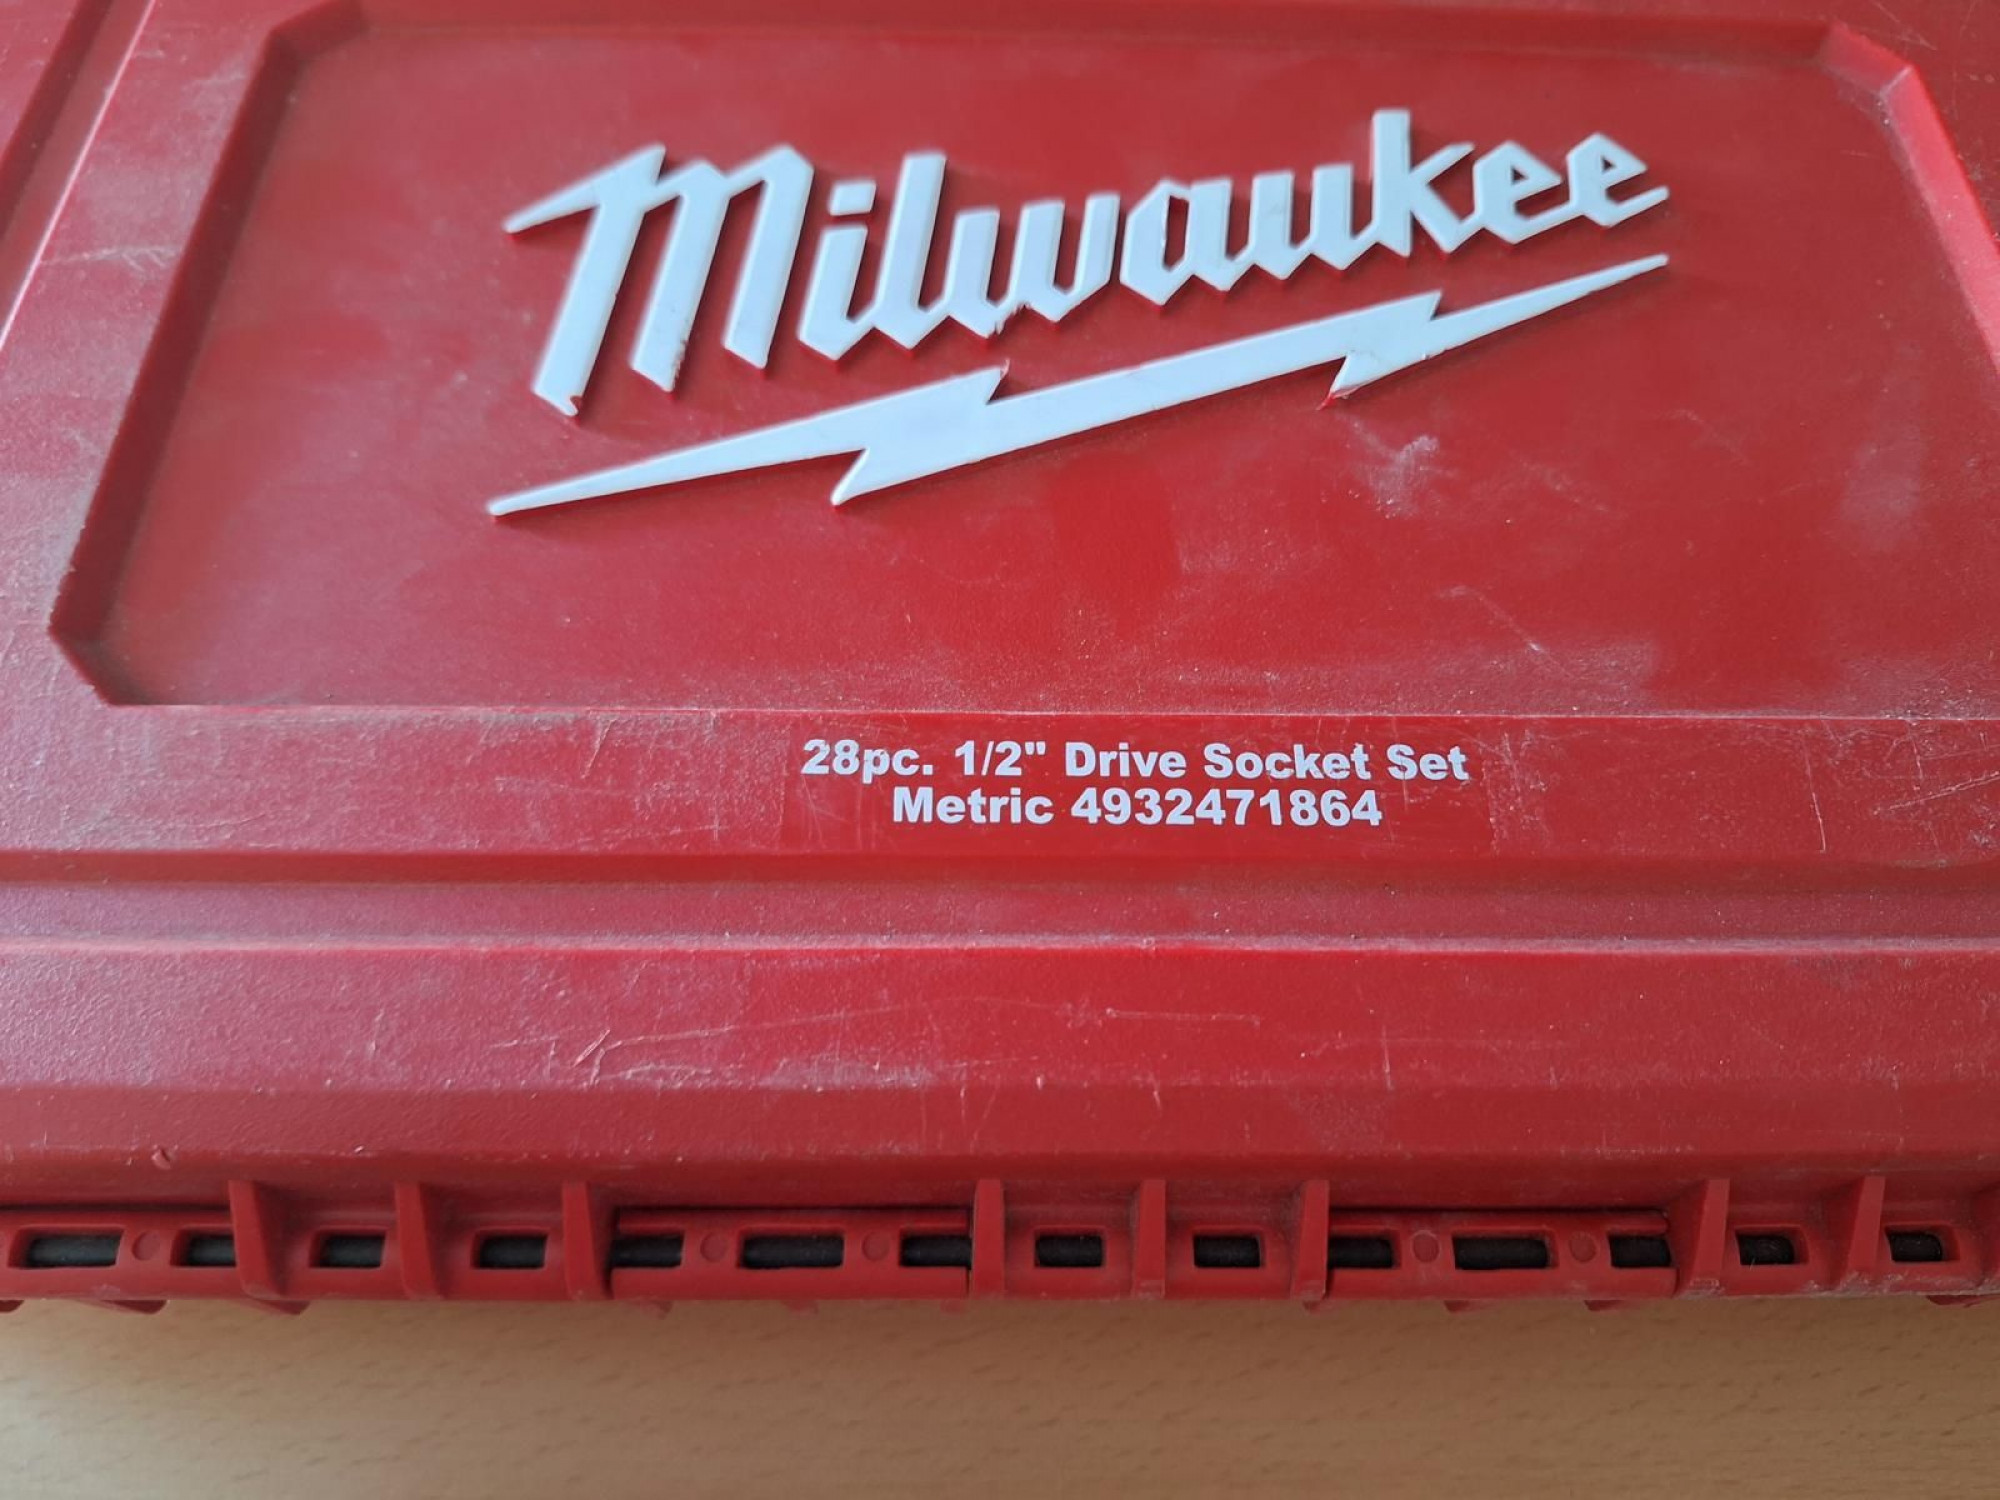 Milwaukee
28pc. 1/2" Drive Socket Set
Metric 4932471864